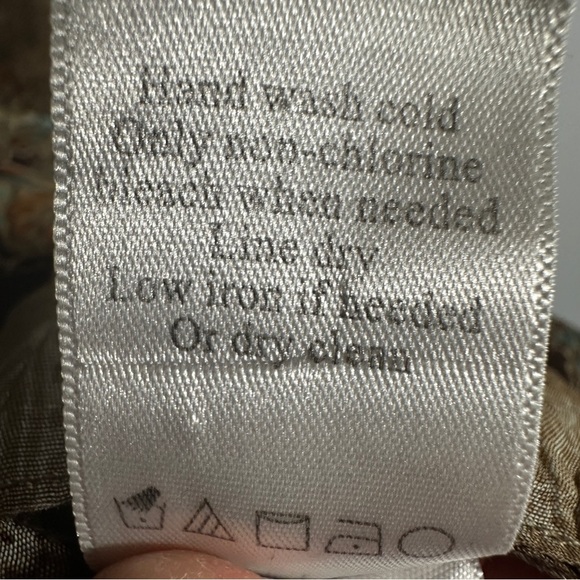 Hand wash cold
Only non-chlorine
bleach when needed
Line dry
Low iron if needed
Or dry clean